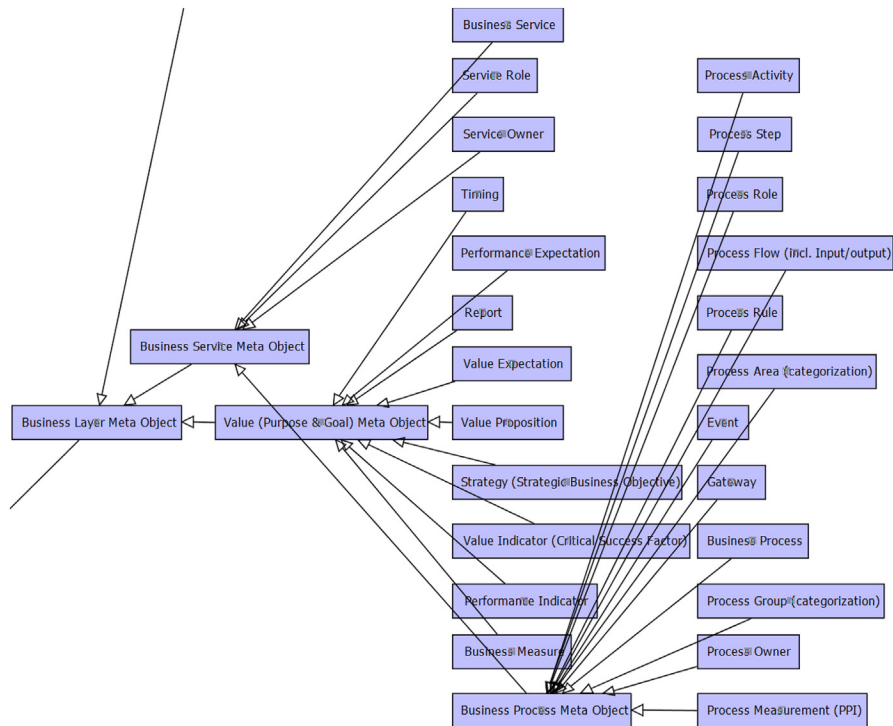 Business Service
Service Role
Process Activity
Service Owner
Process Step
Timing
Process Role
Performance Expectation
Process Flow (incl. Input/output)
Report
Process Rule
Business Service Meta Object
Value Expectation
Process Area (categorization)
Business Layer Meta Object
Value (Purpose & Goal) Meta Object
Value Proposition
Event
Strategy (Strategic Business Objective)
Gateway
Value Indicator (Critical Success Factor)
Business Process
Performance Indicator
Process Group (categorization)
Business Measure
Process Owner
Business Process Meta Object
Process Measurement (PPI)